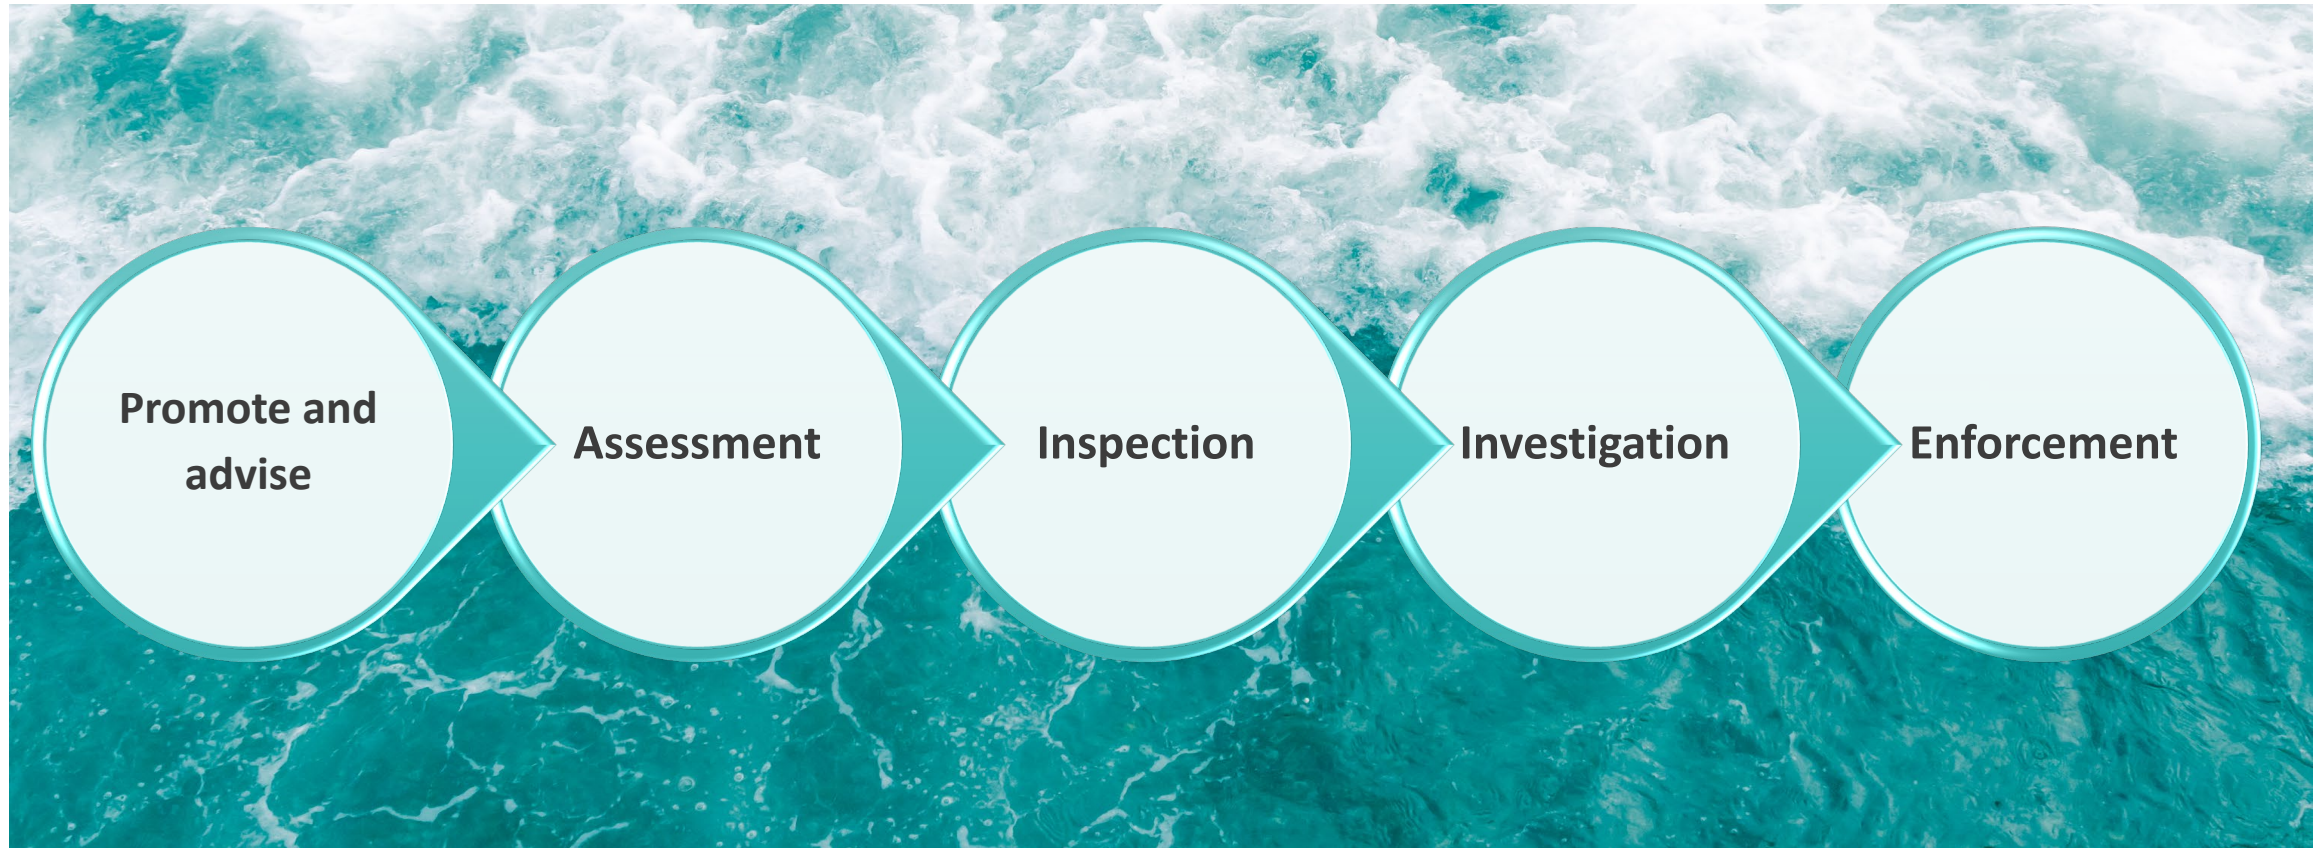 Promote and
advise
Assessment
Inspection
Investigation
Enforcement